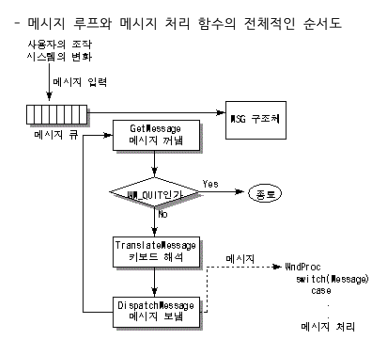 - 메시지 루프와 메시지 처리 함수의 전체적인 순서도
사용자의 조작
시스템의 변화
메시지 입력
메시지 큐
MSG 구조체
GetMessage
메시지 꺼냄
WM_QUIT인가
Yes
종료
No
TranslateMessage
키보드 해석
메시지
WndProc
switch(Message)
case
.
.
메시지 처리
DispatchMessage
메시지 보냄